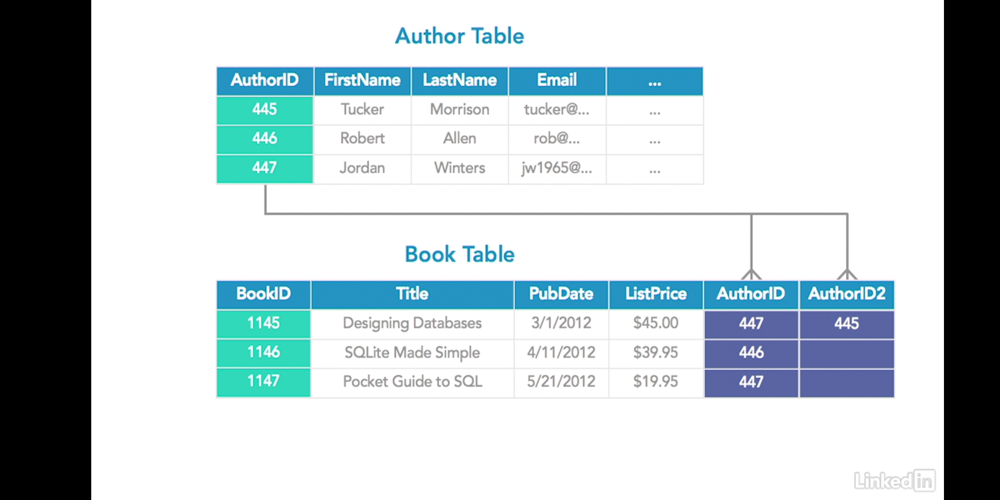 Author Table
AuthorID FirstName LastName Email ...
445 Tucker Morrison tucker@... ...
446 Robert Allen rob@... ...
447 Jordan Winters jw1965@... ...
Book Table
BookID Title PubDate ListPrice AuthorID AuthorID2
1145 Designing Databases 3/1/2012 $45.00 447 445
1146 SQLite Made Simple 4/11/2012 $39.95 446
1147 Pocket Guide to SQL 5/21/2012 $19.95 447
Linked in